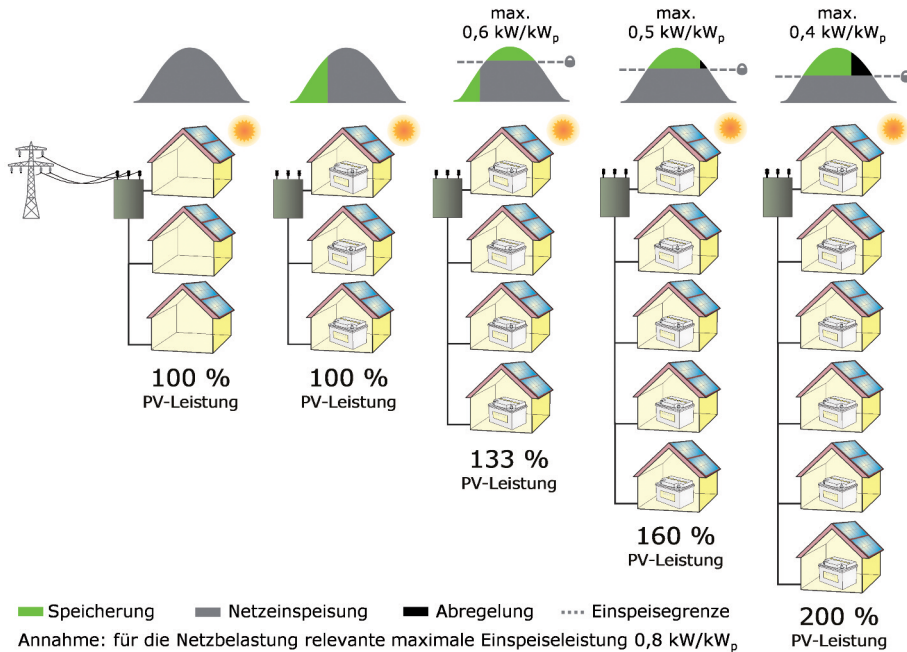 max.
0,6 kW/kWp
max.
0,5 kW/kWp
max.
0,4 kW/kWp
100 %
PV-Leistung
100 %
PV-Leistung
133 %
PV-Leistung
160 %
PV-Leistung
200 %
PV-Leistung
Speicherung Netzeinspeisung Abregelung Einspeisegrenze
Annahme: für die Netzbelastung relevante maximale Einspeiseleistung 0,8 kW/kWp